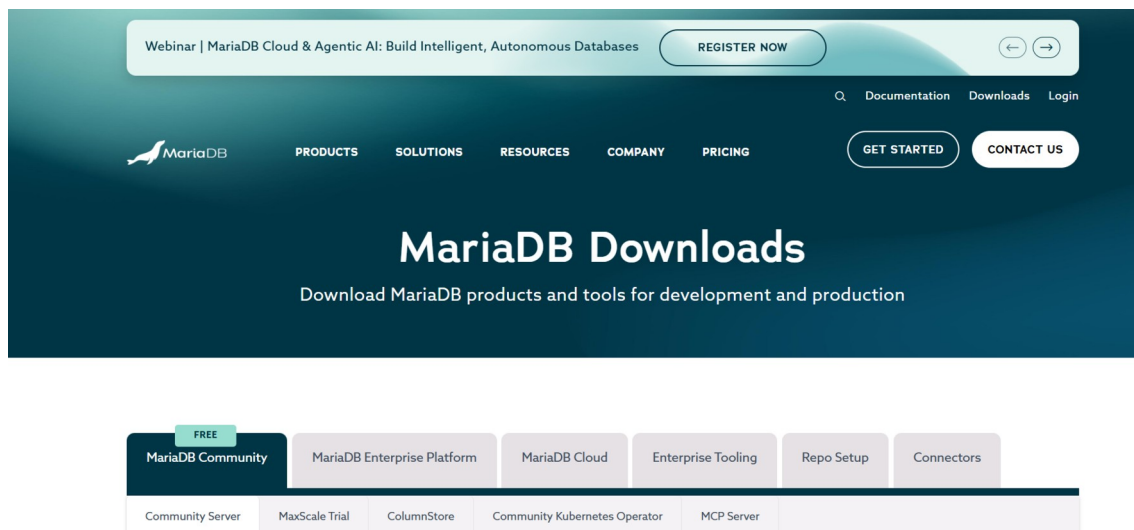 Webinar | MariaDB Cloud & Agentic AI: Build Intelligent, Autonomous Databases REGISTER NOW
Documentation Downloads Login
MariaDB PRODUCTS SOLUTIONS RESOURCES COMPANY PRICING GET STARTED CONTACT US
MariaDB Downloads
Download MariaDB products and tools for development and production
FREE
MariaDB Community MariaDB Enterprise Platform MariaDB Cloud Enterprise Tooling Repo Setup Connectors
Community Server MaxScale Trial ColumnStore Community Kubernetes Operator MCP Server